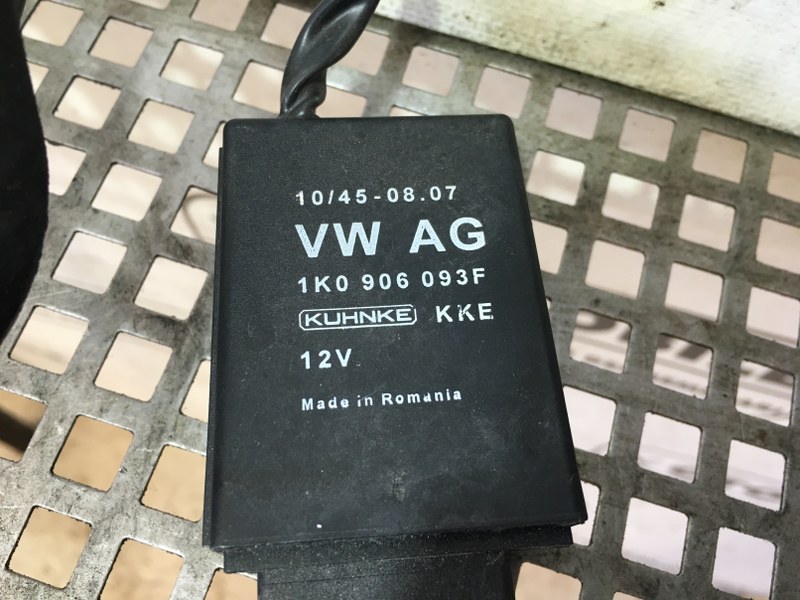 10/45-08.07
VW AG
1K0 906 093F
KUHNKE KKE
12V
Made in Romania